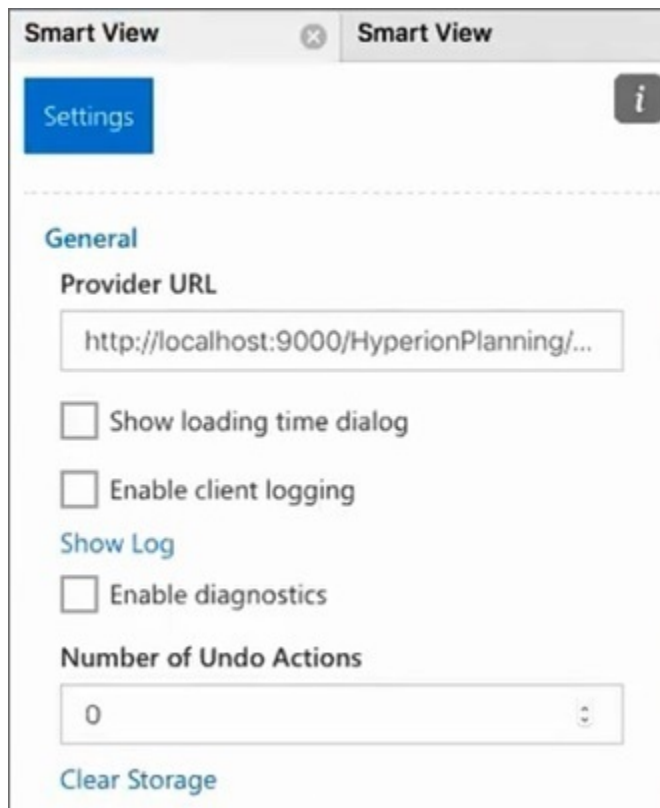 Smart View
Smart View
Settings
i
General
Provider URL
http://localhost:9000/HyperionPlanning/...
Show loading time dialog
Enable client logging
Show Log
Enable diagnostics
Number of Undo Actions
0
Clear Storage